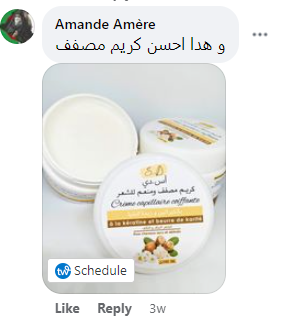 Amande Amère
و هدا احسن كريم مصفف
S.D
أس.دي
كريم مصفف ومنعم للشعر
Crème capillaire coiffante
à la kératine et beurre de karité
Schedule
Like Reply 3w